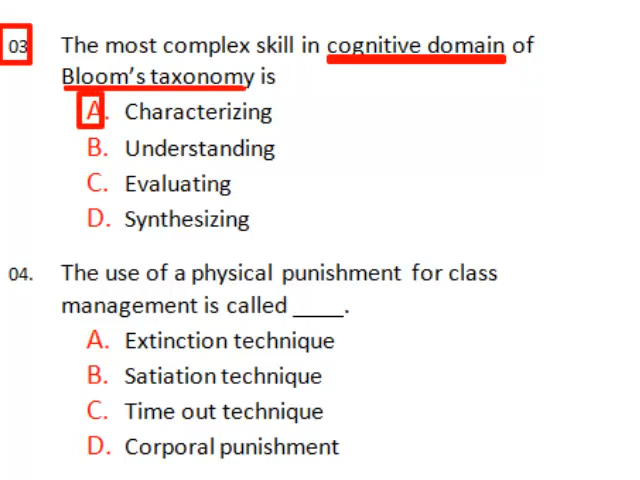 03 The most complex skill in cognitive domain of
Bloom's taxonomy is
A. Characterizing
B. Understanding
C. Evaluating
D. Synthesizing
04. The use of a physical punishment for class
management is called ____.
A. Extinction technique
B. Satiation technique
C. Time out technique
D. Corporal punishment